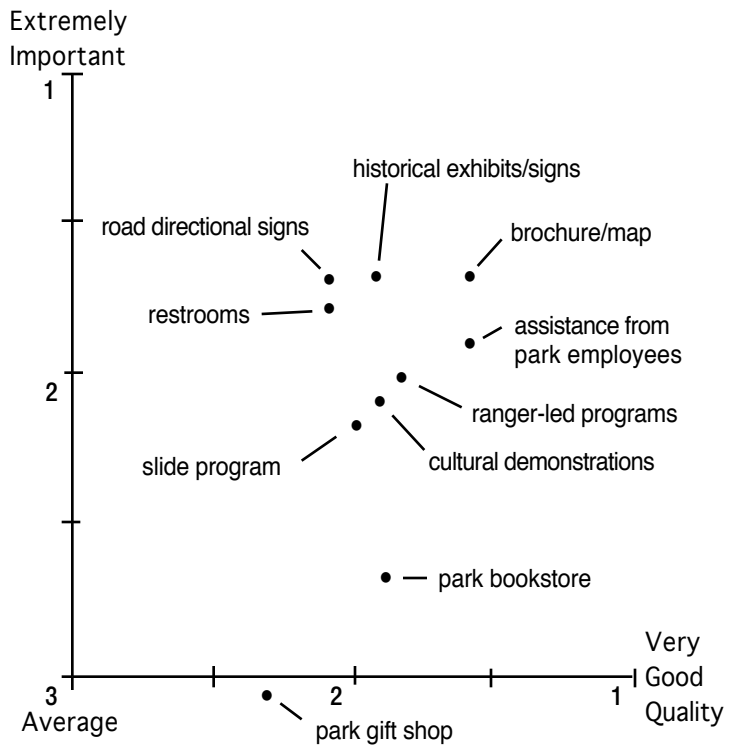 Extremely
Important
1
historical exhibits/signs
road directional signs
brochure/map
restrooms
assistance from
park employees
2
ranger-led programs
slide program
cultural demonstrations
park bookstore
Very
Good
Quality
3
2
1
Average
park gift shop